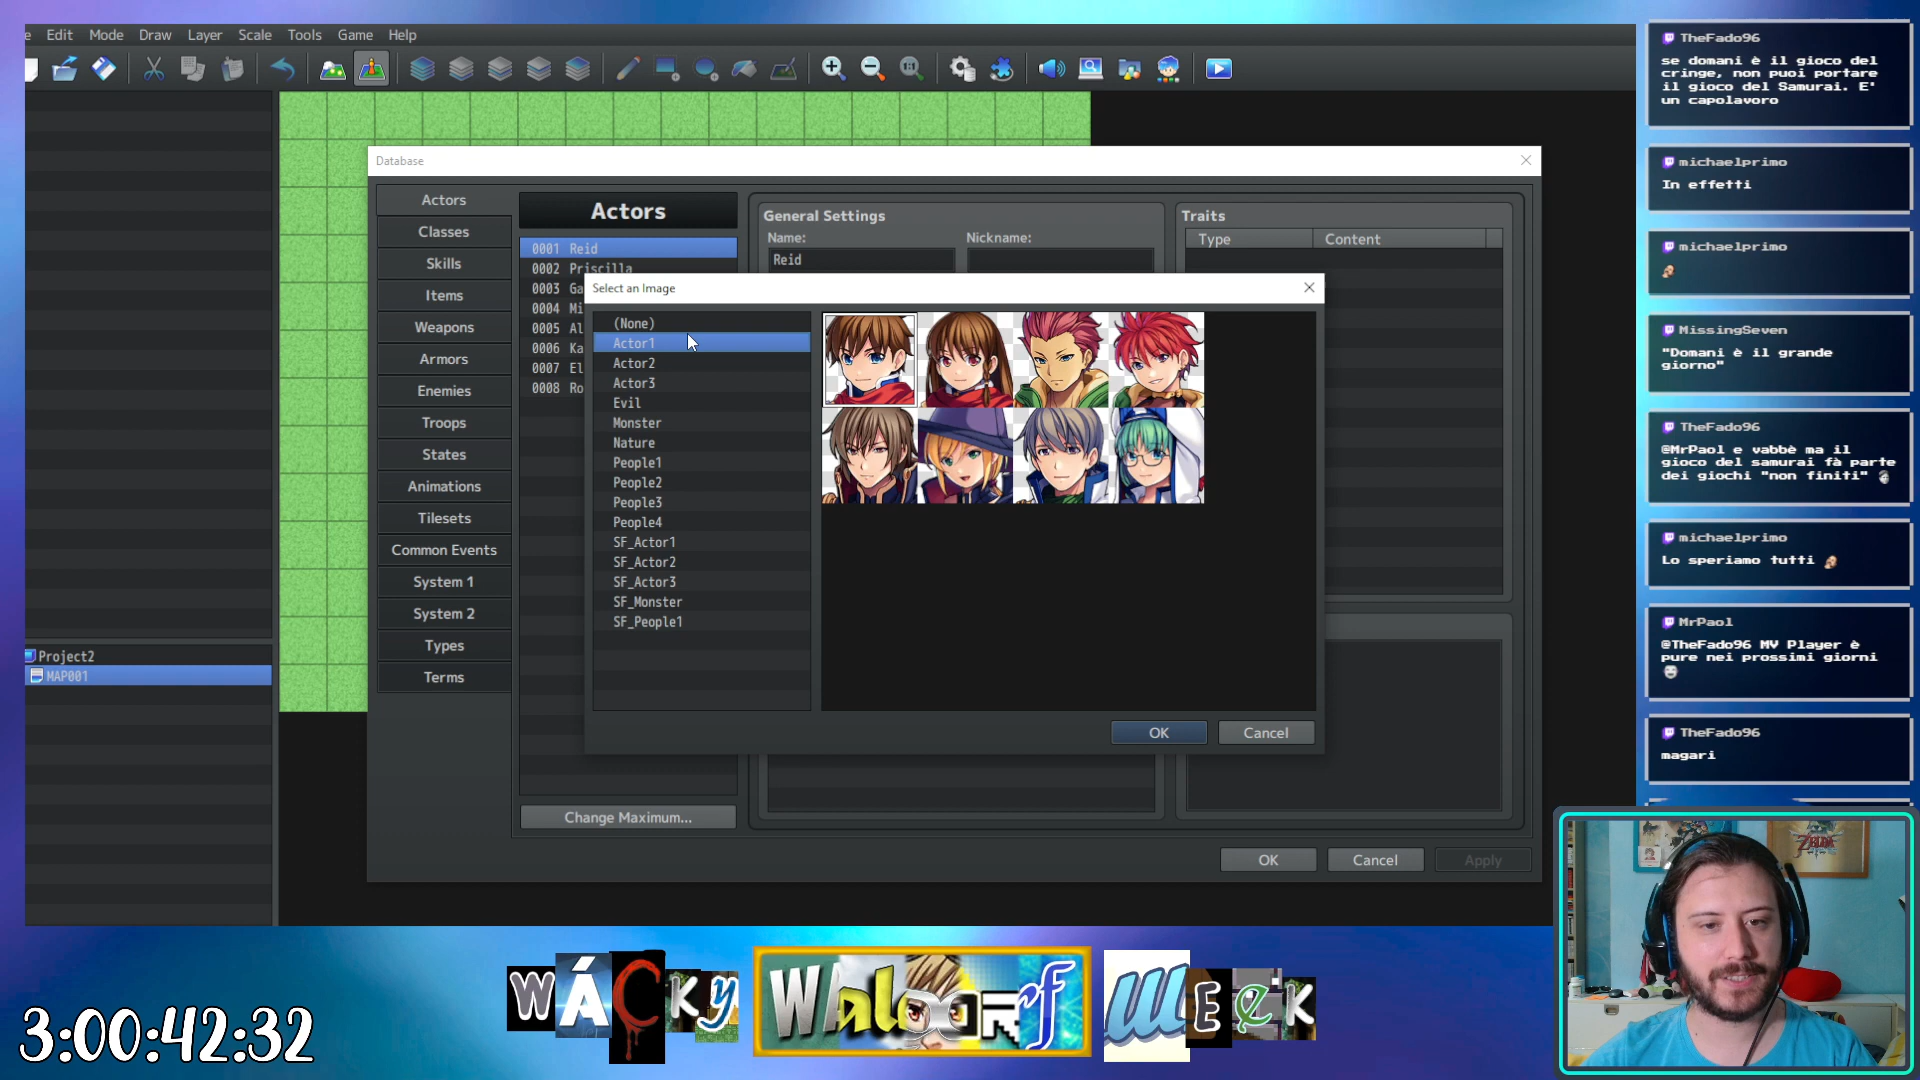 e Edit Mode Draw Layer Scale Tools Game Help
Database
Actors
Classes
Skills
Items
Weapons
Armors
Enemies
Troops
States
Animations
Tilesets
Common Events
System 1
System 2
Types
Terms
Actors
0001 Reid
0002 Priscilla
0003 Ga
0004 Mi
0005 Al
0006 Ka
0007 El
0008 Ro
Change Maximum...
General Settings
Name:
Nickname:
Reid
Traits
Type Content
Select an Image
(None)
Actor1
Actor2
Actor3
Evil
Monster
Nature
People1
People2
People3
People4
SF_Actor1
SF_Actor2
SF_Actor3
SF_Monster
SF_People1
OK Cancel
OK Cancel Apply
Project2
MAP001
TheFado96
se domani è il gioco del
cringe, non puoi portare
il gioco del Samurai. E'
un capolavoro
michaelprimo
In effetti
michaelprimo
MissingSeven
"Domani è il grande
giorno"
TheFado96
@MrPaol e vabbè ma il
gioco del samurai fà parte
dei giochi "non finiti"
michaelprimo
Lo speriamo tutti
MrPaol
@TheFado96 MV Player è
pure nei prossimi giorni
TheFado96
magari
ZELDA
3:00:42:32
WÁCKy Waldorf WEEK